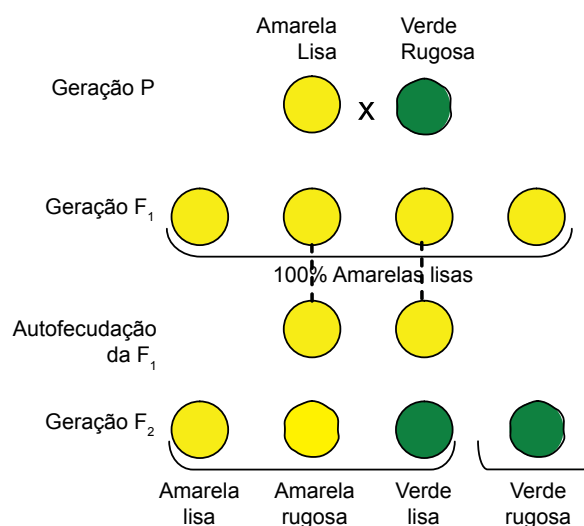 Amarela Verde
Lisa Rugosa
Geração P
x
Geração F1
100% Amarelas lisas
Autofecudação
da F1
Geração F2
Amarela Amarela Verde Verde
lisa rugosa lisa rugosa